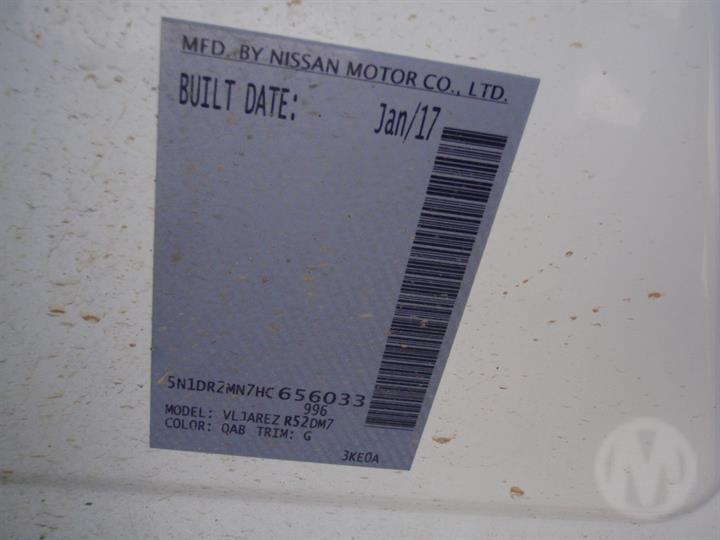 MFD. BY NISSAN MOTOR CO., LTD.
BUILT DATE: Jan/17
5N1DR2MN7HC656033
996
MODEL: VLJAREZ R52DM7
COLOR: QAB TRIM: G
3KE0A
M